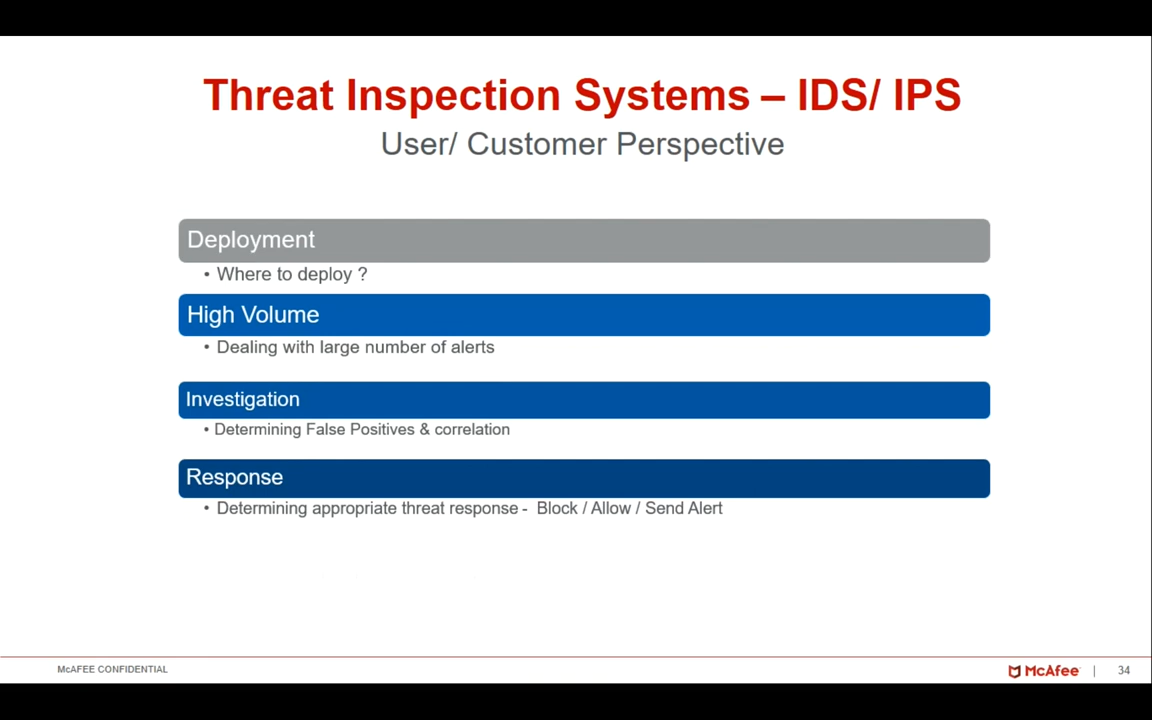 Threat Inspection Systems – IDS/ IPS
User/ Customer Perspective
Deployment
• Where to deploy ?
High Volume
• Dealing with large number of alerts
Investigation
• Determining False Positives & correlation
Response
• Determining appropriate threat response - Block / Allow / Send Alert
McAFEE CONFIDENTIAL
McAfee | 34